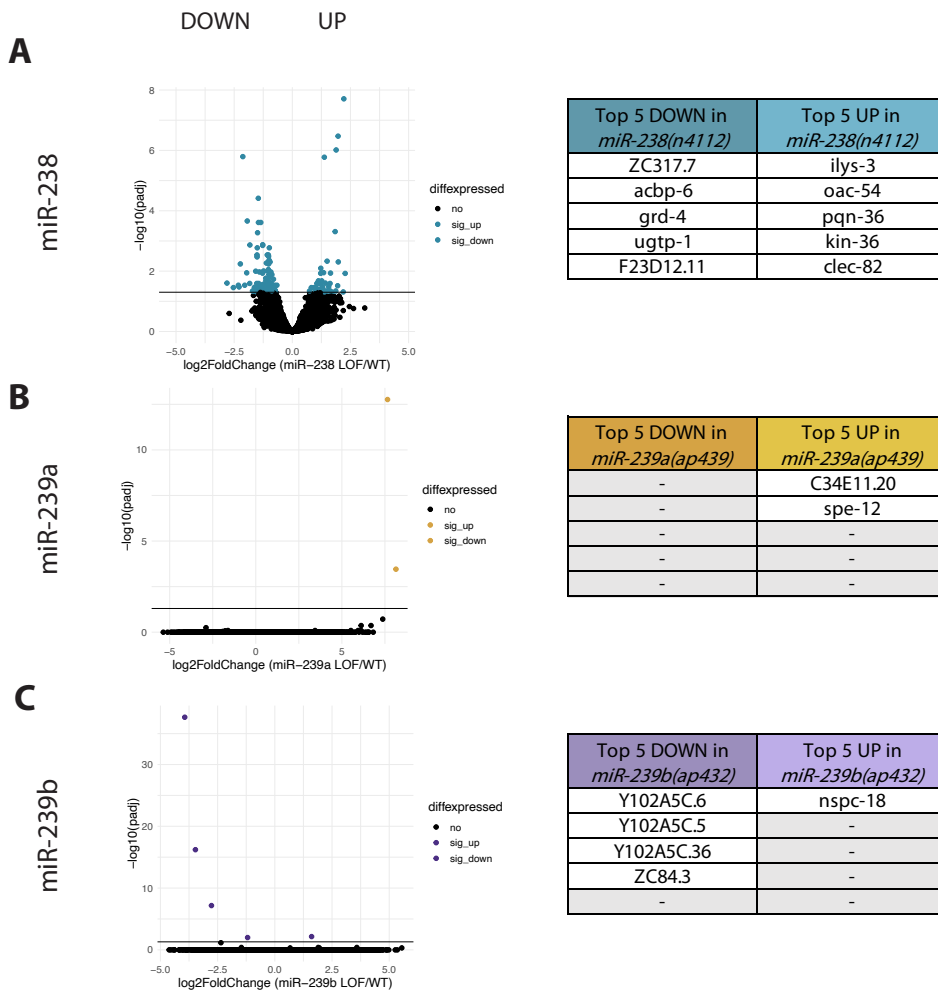 DOWN UP
A
miR-238
8
6
4
2
0
−5.0 −2.5 0.0 2.5 5.0
−log10(padj)
log2FoldChange (miR−238 LOF/WT)
diffexpressed
no
sig_up
sig_down
Top 5 DOWN in miR-238(n4112) Top 5 UP in miR-238(n4112)
ZC317.7 ilys-3
acbp-6 oac-54
grd-4 pqn-36
ugtp-1 kin-36
F23D12.11 clec-82
B
miR-239a
10
5
0
−5 0 5
−log10(padj)
log2FoldChange (miR−239a LOF/WT)
diffexpressed
no
sig_up
sig_down
Top 5 DOWN in miR-239a(ap439) Top 5 UP in miR-239a(ap439)
- C34E11.20
- spe-12
- -
- -
- -
C
miR-239b
30
20
10
0
−5.0 −2.5 0.0 2.5 5.0
−log10(padj)
log2FoldChange (miR−239b LOF/WT)
diffexpressed
no
sig_up
sig_down
Top 5 DOWN in miR-239b(ap432) Top 5 UP in miR-239b(ap432)
Y102A5C.6 nspc-18
Y102A5C.5 -
Y102A5C.36 -
ZC84.3 -
- -